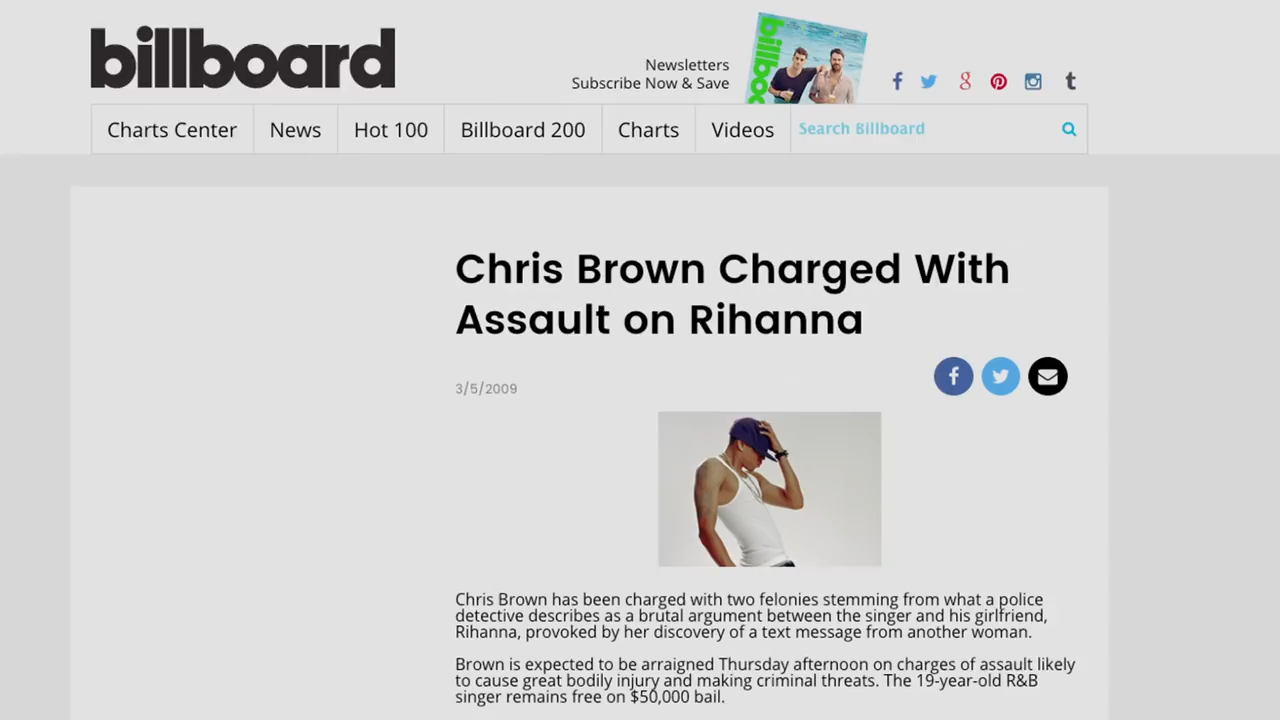 billboard
Newsletters
Subscribe Now & Save
billbo
Charts Center
News
Hot 100
Billboard 200
Charts
Videos
Search Billboard
Chris Brown Charged With
Assault on Rihanna
3/5/2009
Chris Brown has been charged with two felonies stemming from what a police
detective describes as a brutal argument between the singer and his girlfriend,
Rihanna, provoked by her discovery of a text message from another woman.
Brown is expected to be arraigned Thursday afternoon on charges of assault likely
to cause great bodily injury and making criminal threats. The 19-year-old R&B
singer remains free on $50,000 bail.